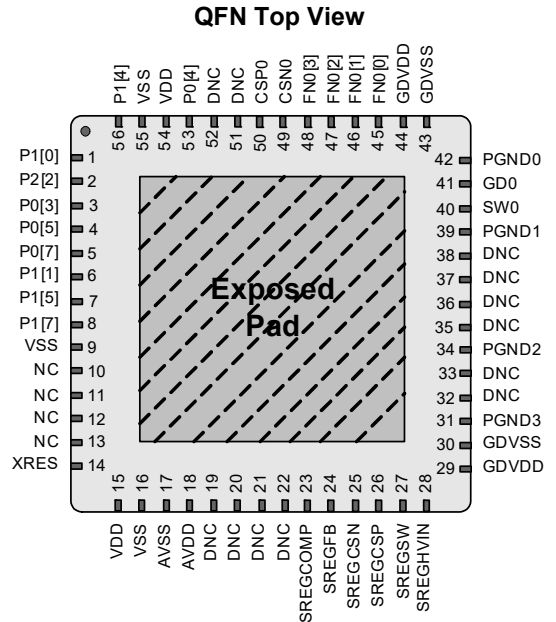 QFN Top View
P1[4]
VSS
VDD
P0[4]
DNC
DNC
CSP0
CSN0
FN0[3]
FN0[2]
FN0[1]
FN0[0]
GDVDD
GDVSS
56
55
54
53
52
51
50
49
48
47
46
45
44
43
P1[0] 1
P2[2] 2
P0[3] 3
P0[5] 4
P0[7] 5
P1[1] 6
P1[5] 7
P1[7] 8
VSS 9
NC 10
NC 11
NC 12
NC 13
XRES 14
Exposed
Pad
42 PGND0
41 GD0
40 SW0
39 PGND1
38 DNC
37 DNC
36 DNC
35 DNC
34 PGND2
33 DNC
32 DNC
31 PGND3
30 GDVSS
29 GDVDD
15
16
17
18
19
20
21
22
23
24
25
26
27
28
VDD
VSS
AVSS
AVDD
DNC
DNC
DNC
DNC
SREGCOMP
SREGFB
SREGCSN
SREGCSP
SREGSW
SREGHVIN